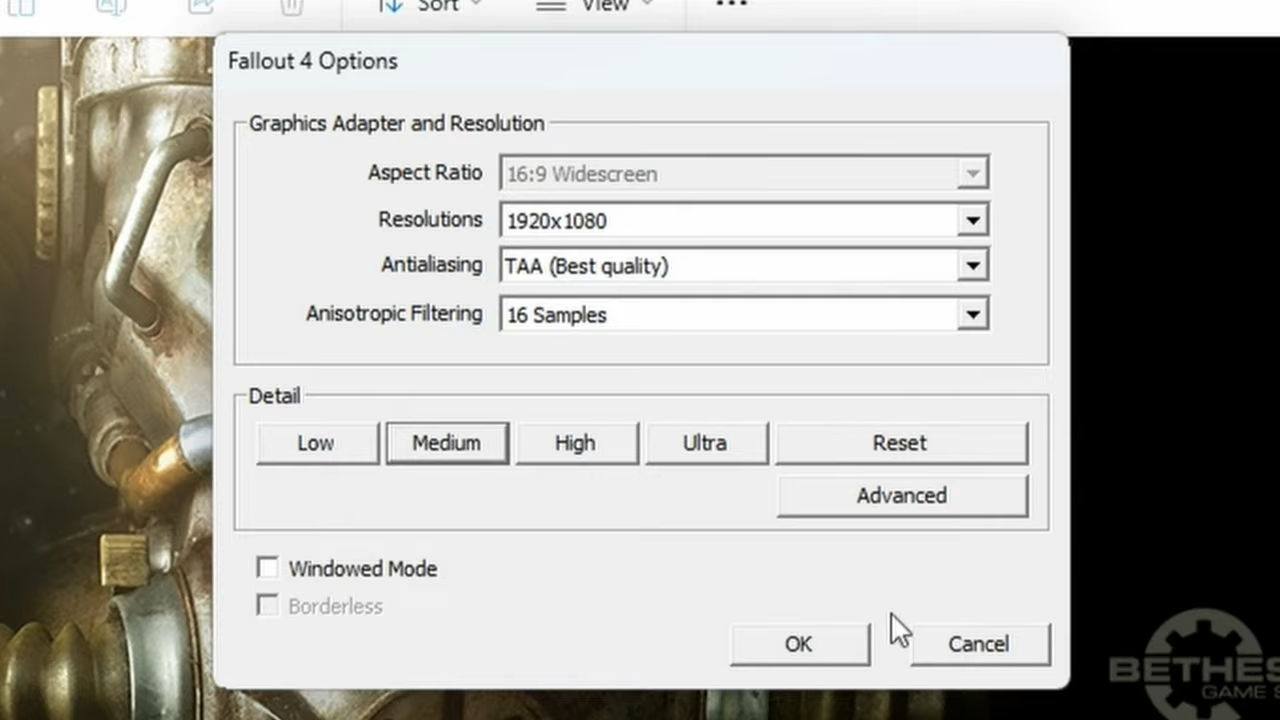 Sort
View
Fallout 4 Options
Graphics Adapter and Resolution
Aspect Ratio 16:9 Widescreen
Resolutions 1920x1080
Antialiasing TAA (Best quality)
Anisotropic Filtering 16 Samples
Detail
Low Medium High Ultra Reset
Advanced
Windowed Mode
Borderless
OK Cancel
BETHES
GAME S